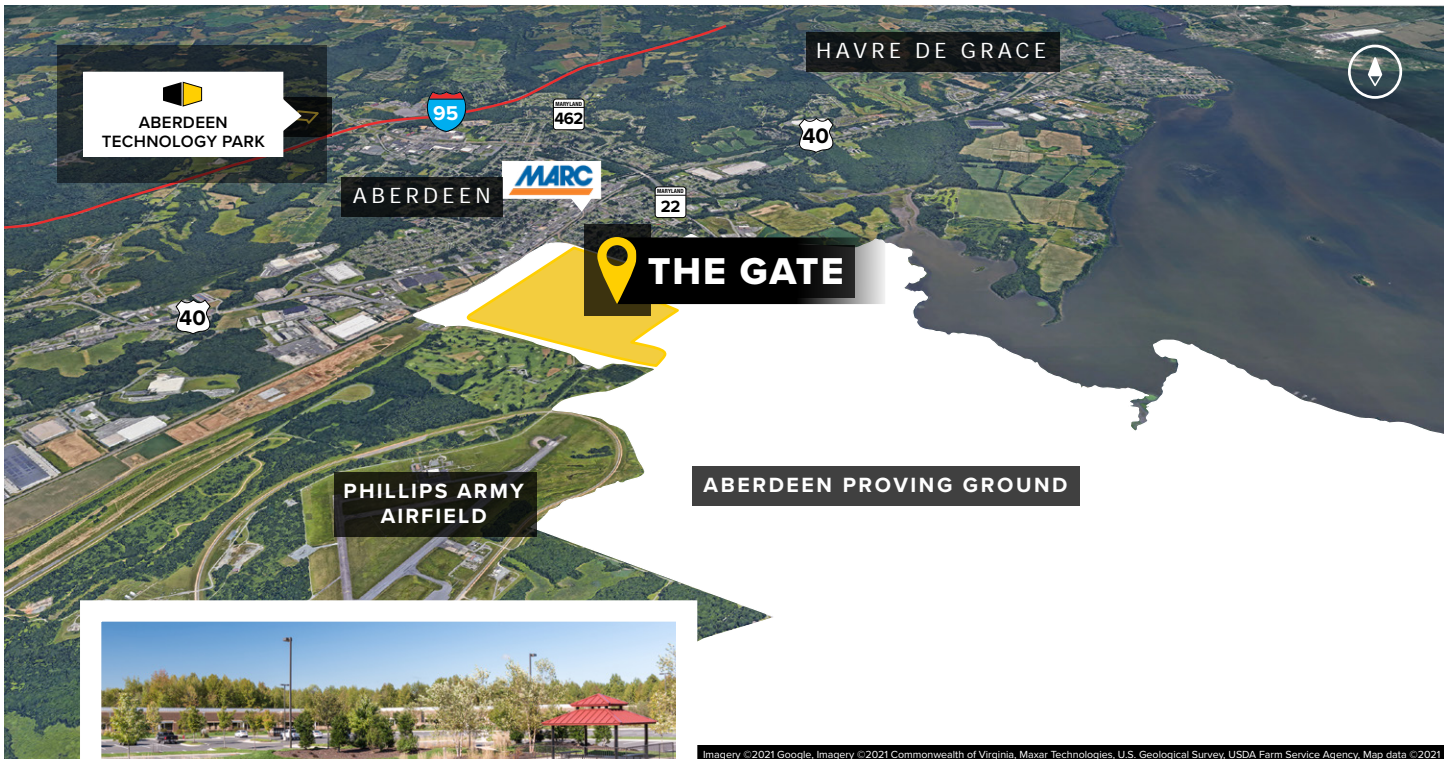 HAVRE DE GRACE
ABERDEEN
TECHNOLOGY PARK
95
MARYLAND
462
40
ABERDEEN
MARC
MARYLAND
22
THE GATE
40
PHILLIPS ARMY
AIRFIELD
ABERDEEN PROVING GROUND
Imagery ©2021 Google, Imagery ©2021 Commonwealth of Virginia, Maxar Technologies, U.S. Geological Survey, USDA Farm Service Agency, Map data ©2021